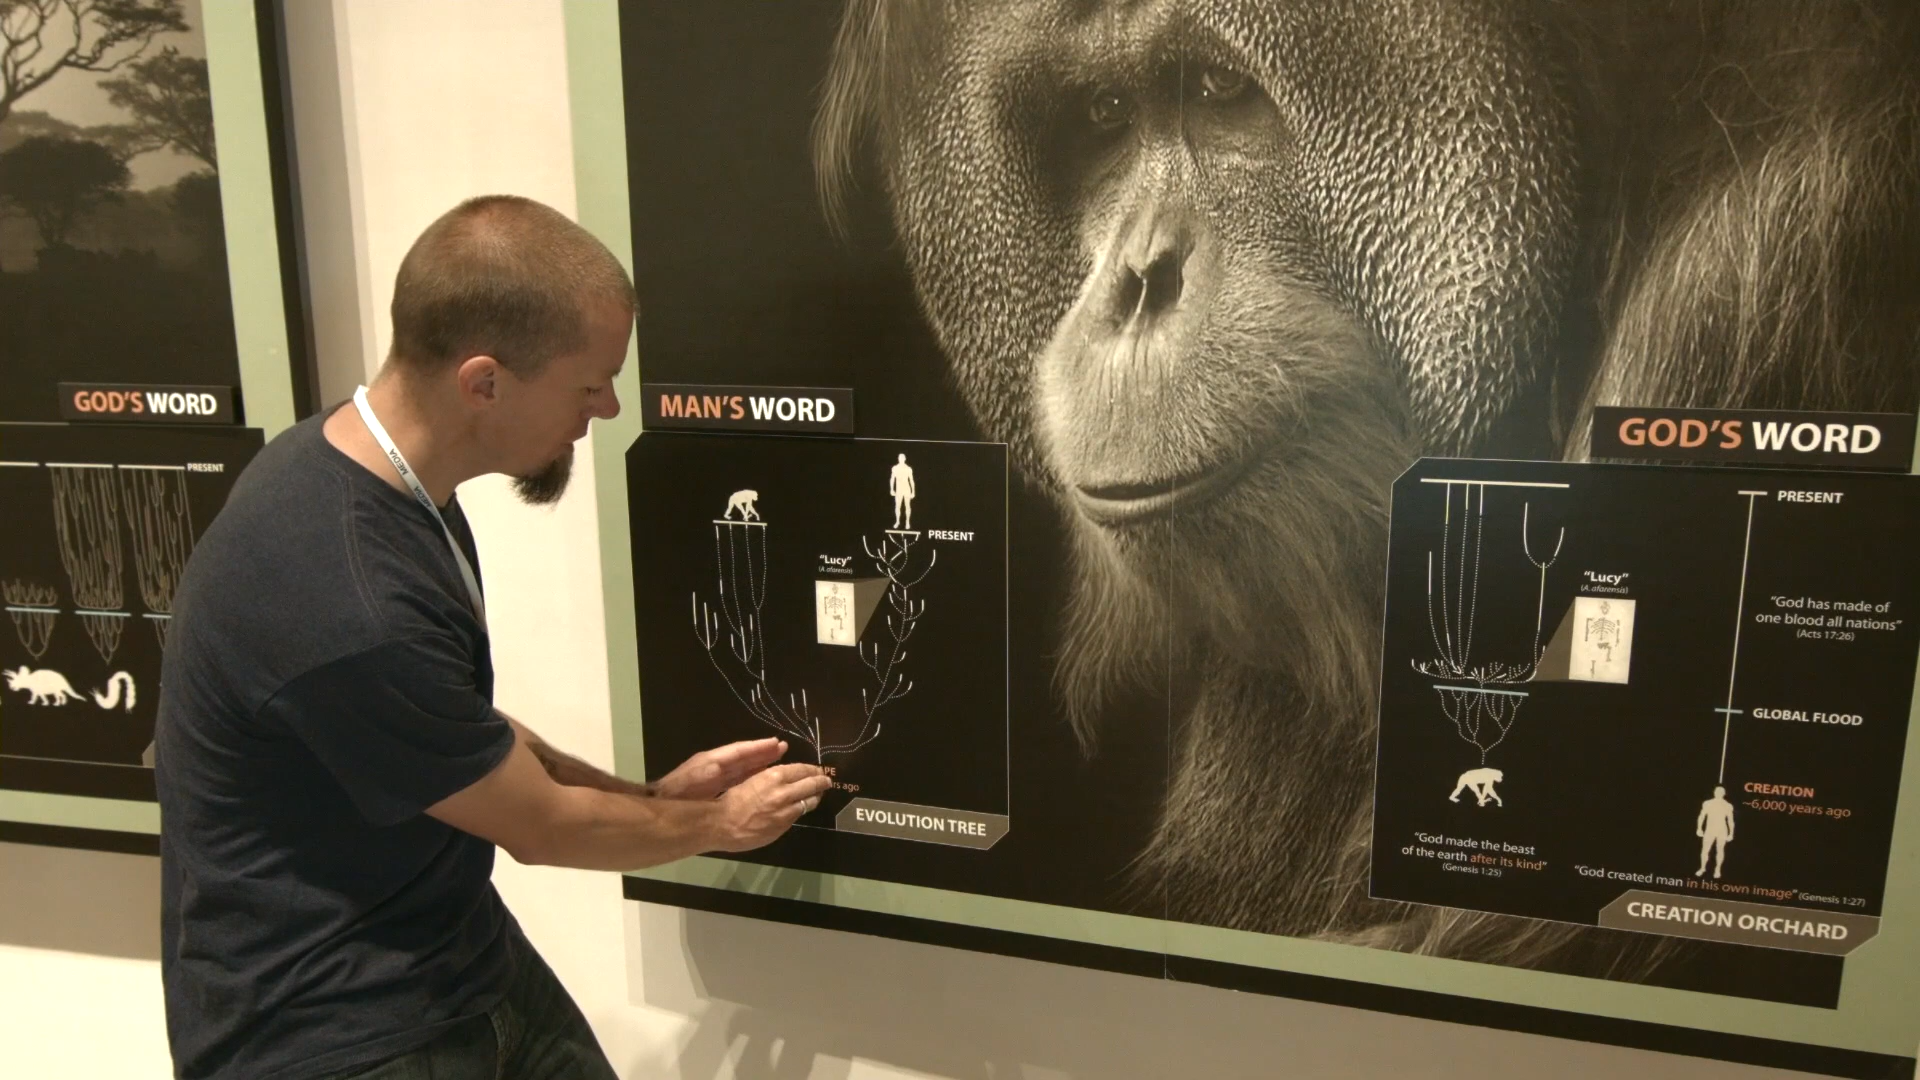 GOD'S WORD
PRESENT
MEDIA
MAN'S WORD
PRESENT
"Lucy"
(A. afarensis)
APE
ago
EVOLUTION TREE
GOD'S WORD
PRESENT
"Lucy"
(A. afarensis)
"God has made of
one blood all nations"
(Acts 17:26)
GLOBAL FLOOD
CREATION
~6,000 years ago
"God made the beast
of the earth after its kind"
(Genesis 1:25)
"God created man in his own image" (Genesis 1:27)
CREATION ORCHARD